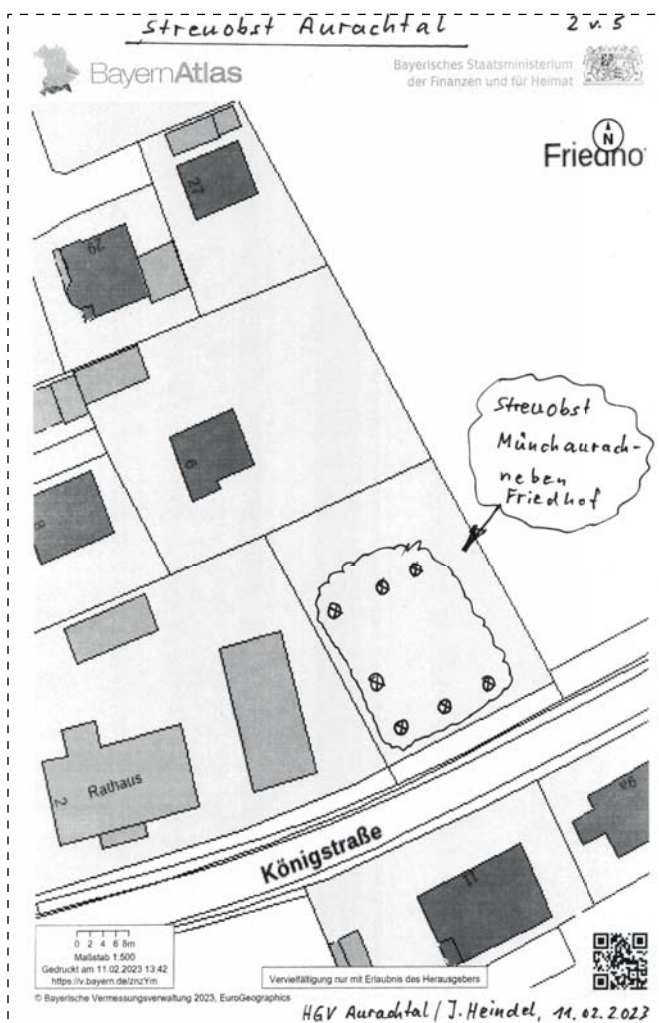 Streuobst Aurachtal
2 v. 5
BayernAtlas
Bayerisches Staatsministerium
der Finanzen und für Heimat
N
Friedho
27
29
Streuobst
Münchaurach-
neben
Friedhof
6
8
Rathaus
2
Königstraße
9a
11
0 2 4 6 8m
Maßstab 1:500
Gedruckt am 11.02.2023 13:42
https://v.bayern.de/znzYm
Vervielfältigung nur mit Erlaubnis des Herausgebers
© Bayerische Vermessungsverwaltung 2023, EuroGeographics
HGV Aurachtal / J. Heindel, 11.02.2023